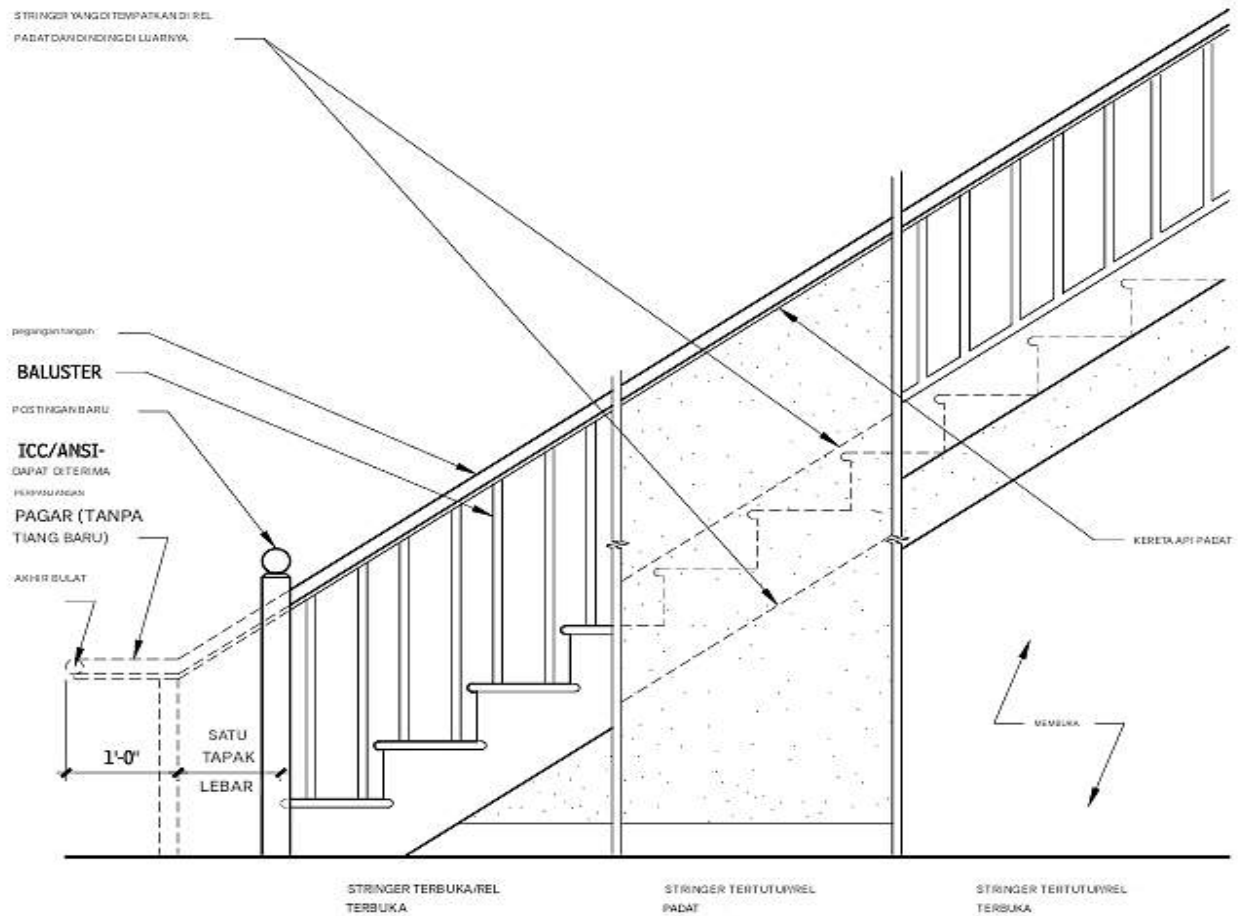 STRINGER YANG DITEMPATKAN DI REL
PADAT DAN DINDING DI LUARNYA
pegangan tangan
BALUSTER
POSTINGAN BARU
ICC/ANSI-
DAPAT DITERIMA
PERPANJANGAN
PAGAR (TANPA
TIANG BARU)
AKHIR BULAT
KERETA API PADAT
1'-0"
SATU
TAPAK
LEBAR
MEMBUKA
STRINGER TERBUKA/REL
TERBUKA
STRINGER TERTUTUP/REL
PADAT
STRINGER TERTUTUP/REL
TERBUKA